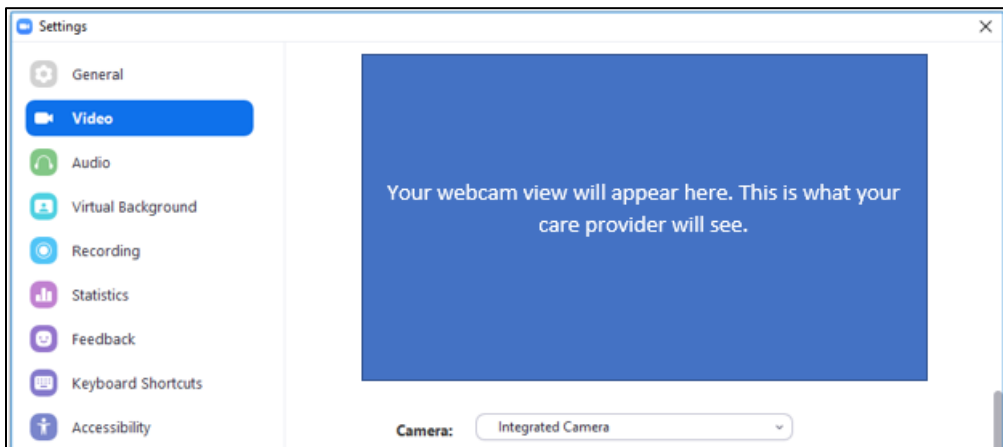 Settings
General
Video
Audio
Virtual Background
Recording
Statistics
Feedback
Keyboard Shortcuts
Accessibility
Your webcam view will appear here. This is what your
care provider will see.
Camera: Integrated Camera